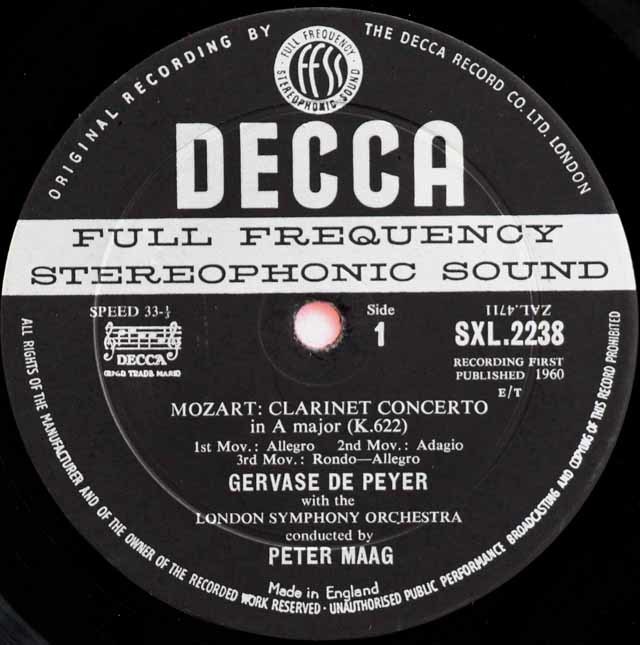 ORIGINAL RECORDING BY
THE DECCA RECORD CO. LTD. LONDON
FULL FREQUENCY
FFSS
STEREOPHONIC SOUND
DECCA
FULL FREQUENCY
STEREOPHONIC SOUND
SPEED 33-⅓
DECCA
(REGD TRADE MARK)
Side
1
ZAL.4711
SXL.2238
RECORDING FIRST
PUBLISHED 1960
E/T
MOZART: CLARINET CONCERTO
in A major (K.622)
1st Mov.: Allegro 2nd Mov.: Adagio
3rd Mov.: Rondo—Allegro
GERVASE DE PEYER
with the
LONDON SYMPHONY ORCHESTRA
conducted by
PETER MAAG
Made in England
ALL RIGHTS OF THE MANUFACTURER AND OF THE OWNER OF THE RECORDED WORK RESERVED · UNAUTHORISED PUBLIC PERFORMANCE BROADCASTING AND COPYING OF THIS RECORD PROHIBITED